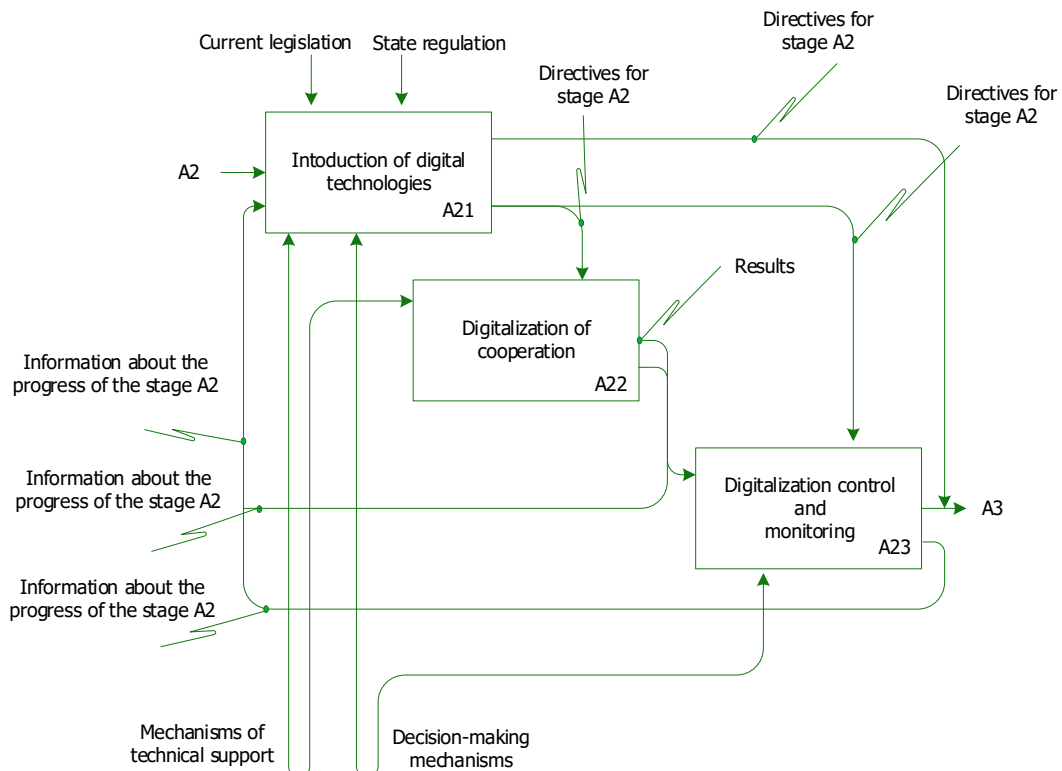 Directives for
stage A2
Current legislation
State regulation
Directives for
stage A2
Directives for
stage A2
A2
Intoduction of digital
technologies
A21
Results
Digitalization of
cooperation
A22
Information about the
progress of the stage A2
Information about the
progress of the stage A2
Digitalization control
and
monitoring
A23
A3
Information about the
progress of the stage A2
Mechanisms of
technical support
Decision-making
mechanisms